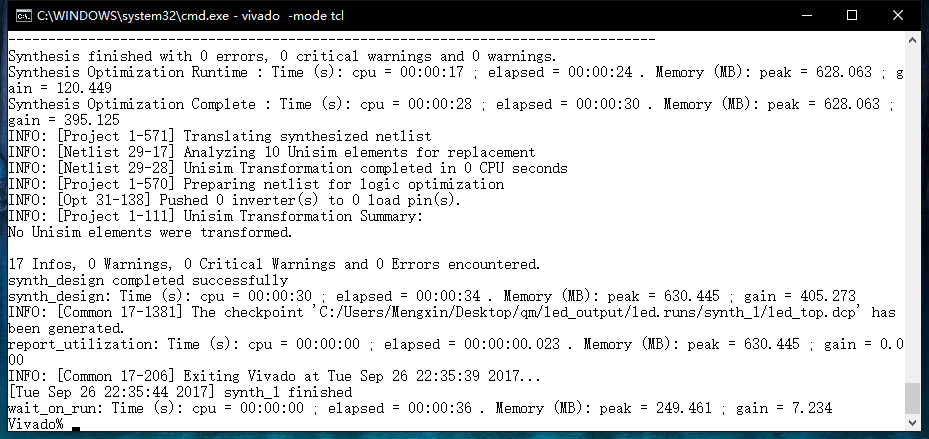 C:\WINDOWS\system32\cmd.exe - vivado  -mode tcl
---------------------------------------------------------------------------------
Synthesis finished with 0 errors, 0 critical warnings and 0 warnings.
Synthesis Optimization Runtime : Time (s): cpu = 00:00:17 ; elapsed = 00:00:24 . Memory (MB): peak = 628.063 ; g
ain = 120.449
Synthesis Optimization Complete : Time (s): cpu = 00:00:28 ; elapsed = 00:00:30 . Memory (MB): peak = 628.063 ;
gain = 395.125
INFO: [Project 1-571] Translating synthesized netlist
INFO: [Netlist 29-17] Analyzing 10 Unisim elements for replacement
INFO: [Netlist 29-28] Unisim Transformation completed in 0 CPU seconds
INFO: [Project 1-570] Preparing netlist for logic optimization
INFO: [Opt 31-138] Pushed 0 inverter(s) to 0 load pin(s).
INFO: [Project 1-111] Unisim Transformation Summary:
No Unisim elements were transformed.
17 Infos, 0 Warnings, 0 Critical Warnings and 0 Errors encountered.
synth_design completed successfully
synth_design: Time (s): cpu = 00:00:30 ; elapsed = 00:00:34 . Memory (MB): peak = 630.445 ; gain = 405.273
INFO: [Common 17-1381] The checkpoint 'C:/Users/Mengxin/Desktop/qm/led_output/led.runs/synth_1/led_top.dcp' has
been generated.
report_utilization: Time (s): cpu = 00:00:00 ; elapsed = 00:00:00.023 . Memory (MB): peak = 630.445 ; gain = 0.0
00
INFO: [Common 17-206] Exiting Vivado at Tue Sep 26 22:35:39 2017...
[Tue Sep 26 22:35:44 2017] synth_1 finished
wait_on_run: Time (s): cpu = 00:00:00 ; elapsed = 00:00:36 . Memory (MB): peak = 249.461 ; gain = 7.234
Vivado%